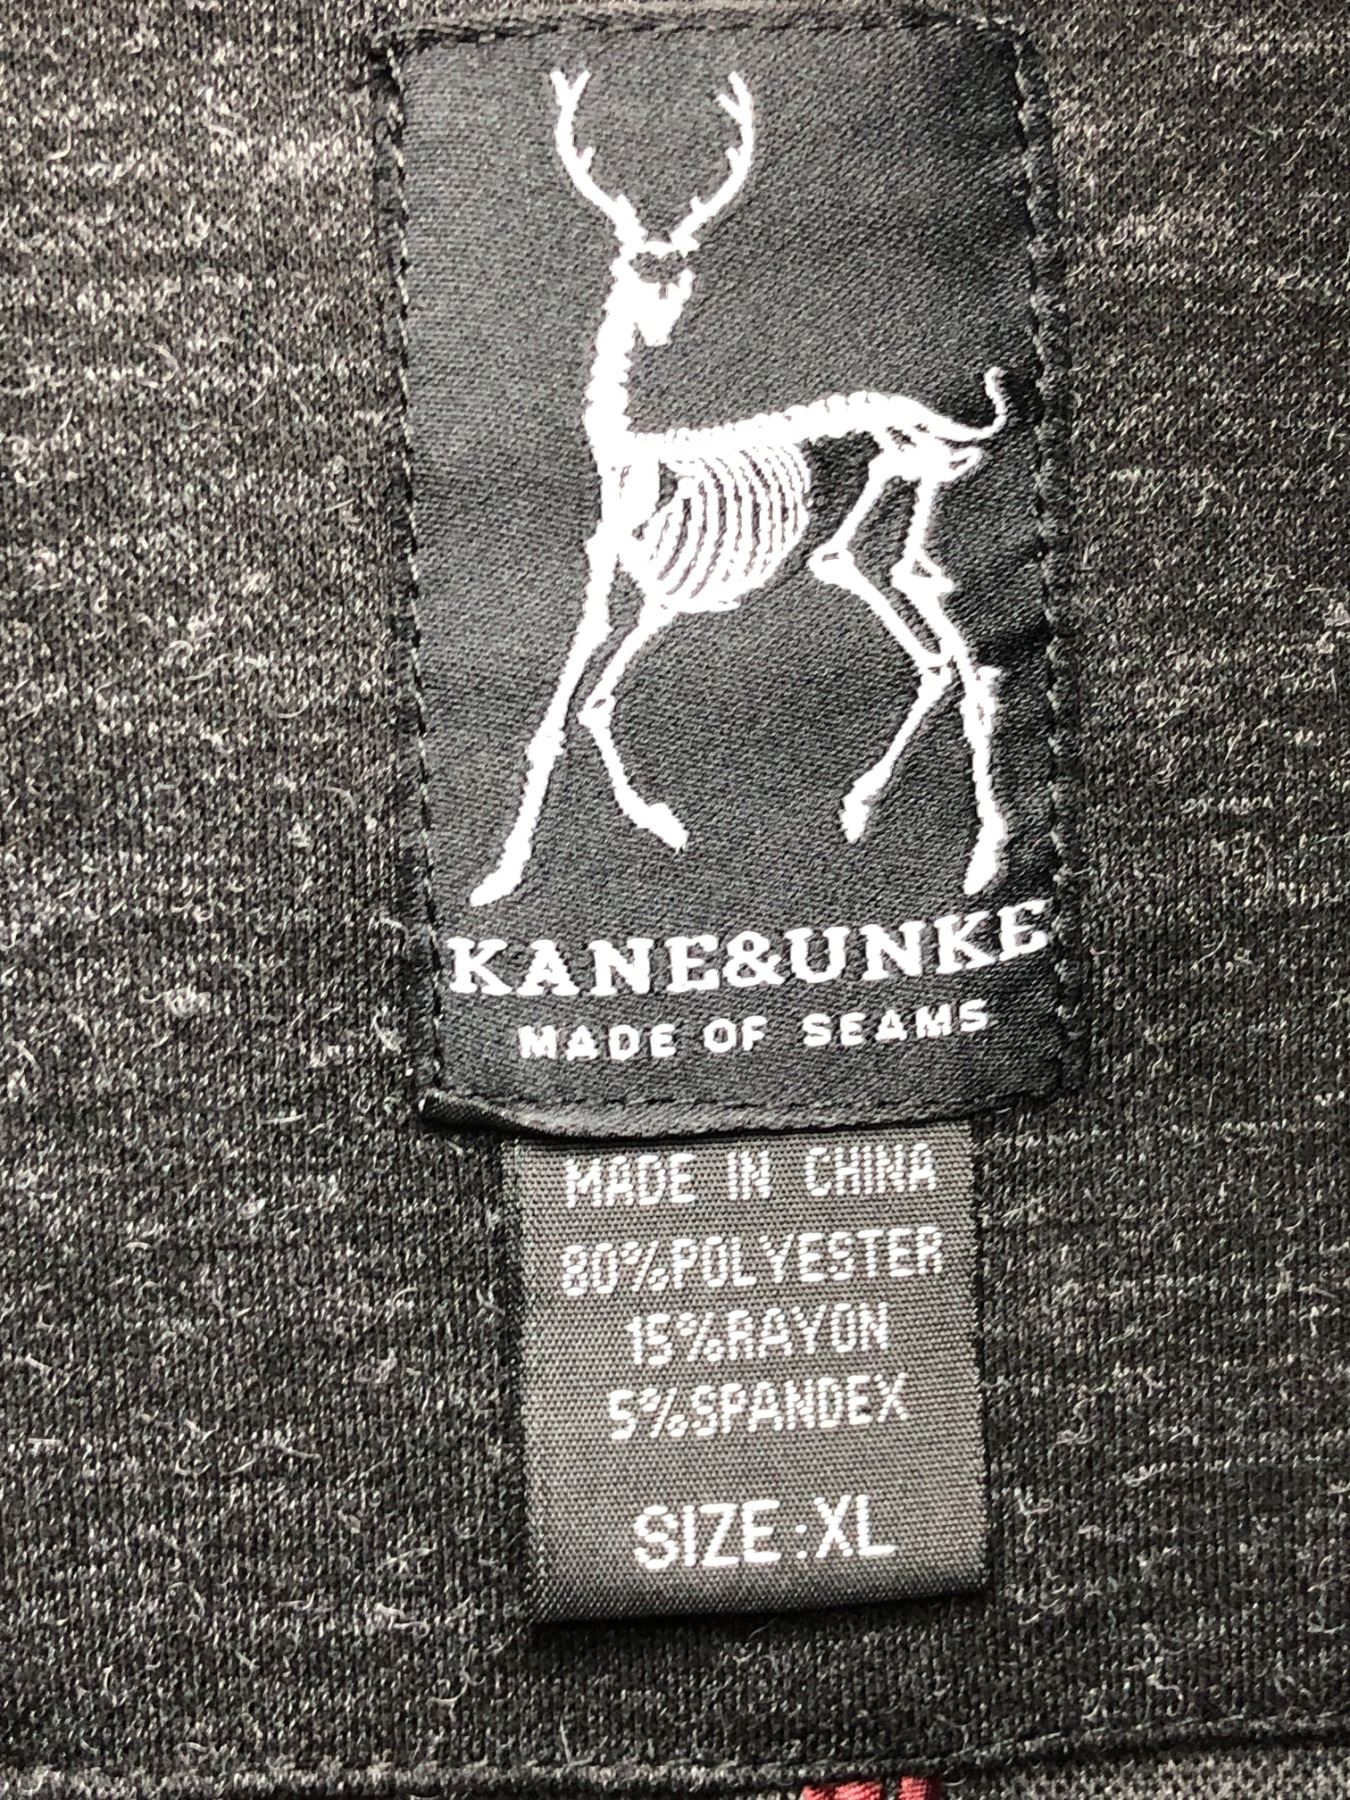 KANE&UNKE
MADE OF SEAMS
MADE IN CHINA
80%POLYESTER
15%RAYON
5%SPANDEX
SIZE:XL